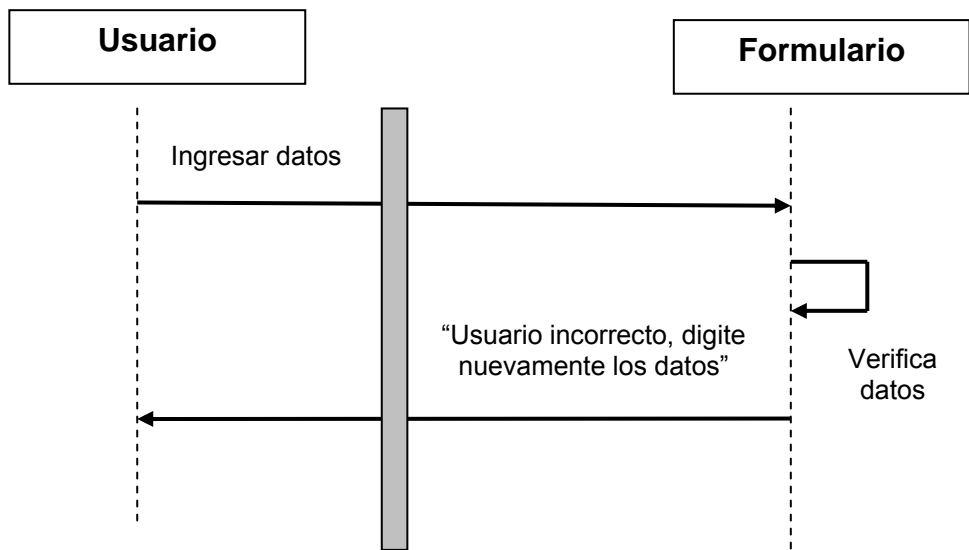 Usuario
Formulario
Ingresar datos
“Usuario incorrecto, digite
nuevamente los datos”
Verifica
datos